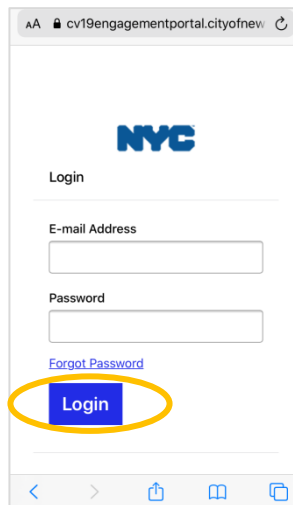 AA cv19engagementportal.cityofnew
NYC
Login
E-mail Address
Password
Forgot Password
Login